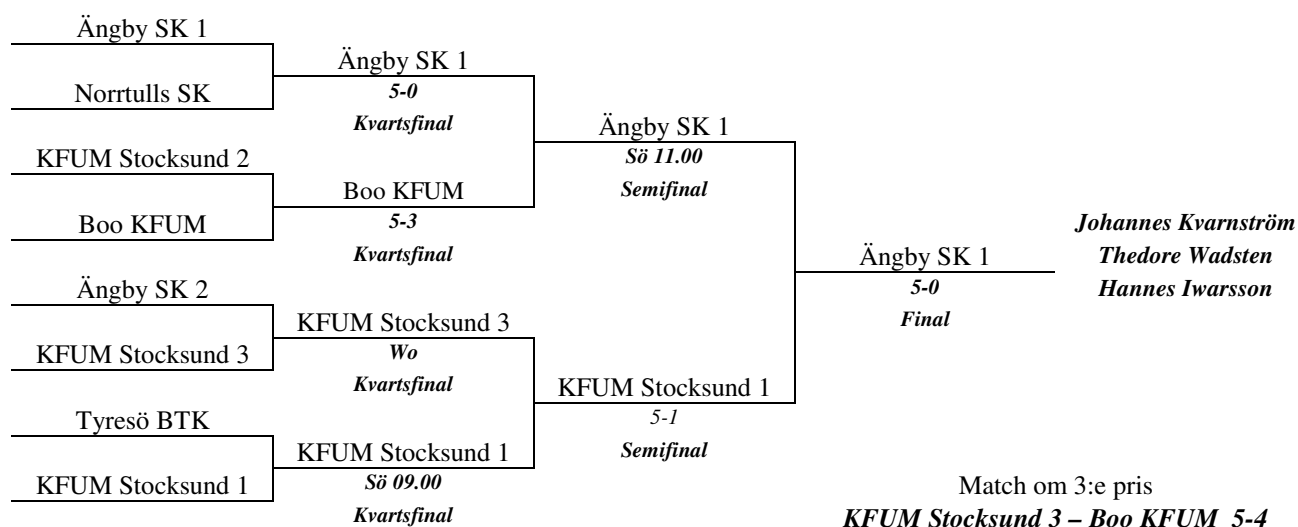 Ängby SK 1
Norrtulls SK
KFUM Stocksund 2
Boo KFUM
Ängby SK 2
KFUM Stocksund 3
Tyresö BTK
KFUM Stocksund 1
Ängby SK 1
5-0
Kvartsfinal
Boo KFUM
5-3
Kvartsfinal
KFUM Stocksund 3
Wo
Kvartsfinal
KFUM Stocksund 1
Sö 09.00
Kvartsfinal
Ängby SK 1
Sö 11.00
Semifinal
KFUM Stocksund 1
5-1
Semifinal
Ängby SK 1
5-0
Final
Johannes Kvarnström
Thedore Wadsten
Hannes Iwarsson
Match om 3:e pris
KFUM Stocksund 3 – Boo KFUM 5-4